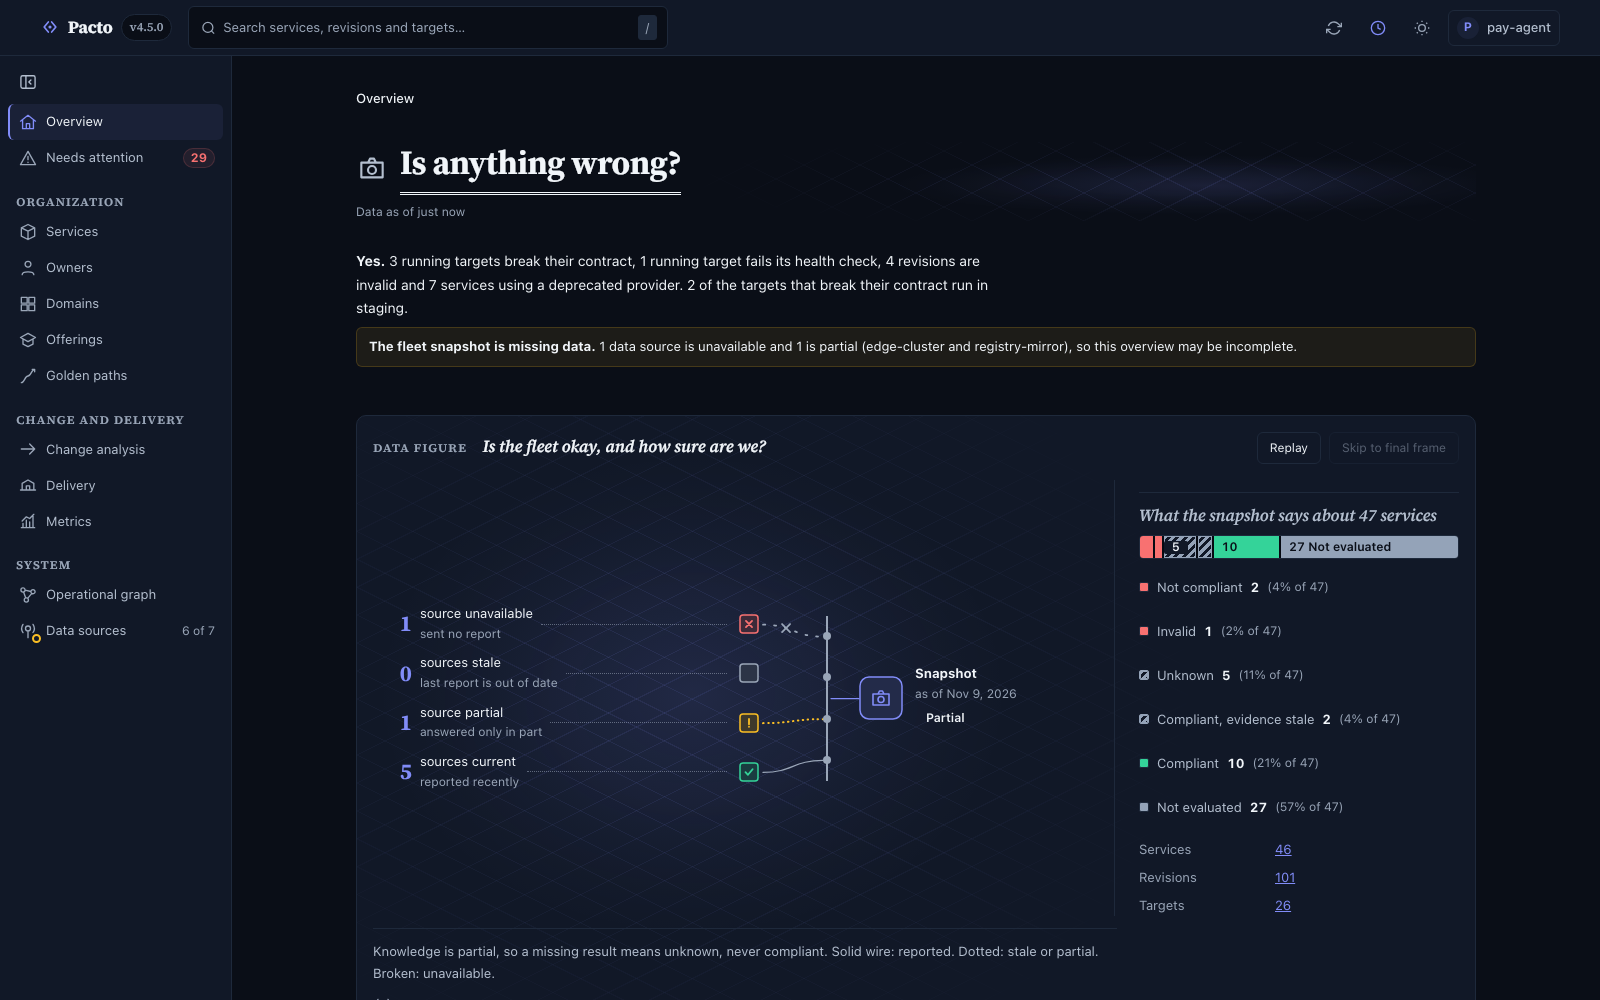 Pacto
v4.5.0
Search services, revisions and targets...
/
P
pay-agent
Overview
Needs attention
29
ORGANIZATION
Services
Owners
Domains
Offerings
Golden paths
CHANGE AND DELIVERY
Change analysis
Delivery
Metrics
SYSTEM
Operational graph
Data sources
6 of 7
Overview
Is anything wrong?
Data as of just now
Yes. 3 running targets break their contract, 1 running target fails its health check, 4 revisions are
invalid and 7 services using a deprecated provider. 2 of the targets that break their contract run in
staging.
The fleet snapshot is missing data. 1 data source is unavailable and 1 is partial (edge-cluster and registry-mirror), so this overview may be incomplete.
DATA FIGURE
Is the fleet okay, and how sure are we?
Replay
Skip to final frame
1
source unavailable
sent no report
0
sources stale
last report is out of date
1
source partial
answered only in part
5
sources current
reported recently
Snapshot
as of Nov 9, 2026
Partial
What the snapshot says about 47 services
5
10
27 Not evaluated
Not compliant 2 (4% of 47)
Invalid 1 (2% of 47)
Unknown 5 (11% of 47)
Compliant, evidence stale 2 (4% of 47)
Compliant 10 (21% of 47)
Not evaluated 27 (57% of 47)
Services 46
Revisions 101
Targets 26
Knowledge is partial, so a missing result means unknown, never compliant. Solid wire: reported. Dotted: stale or partial.
Broken: unavailable.